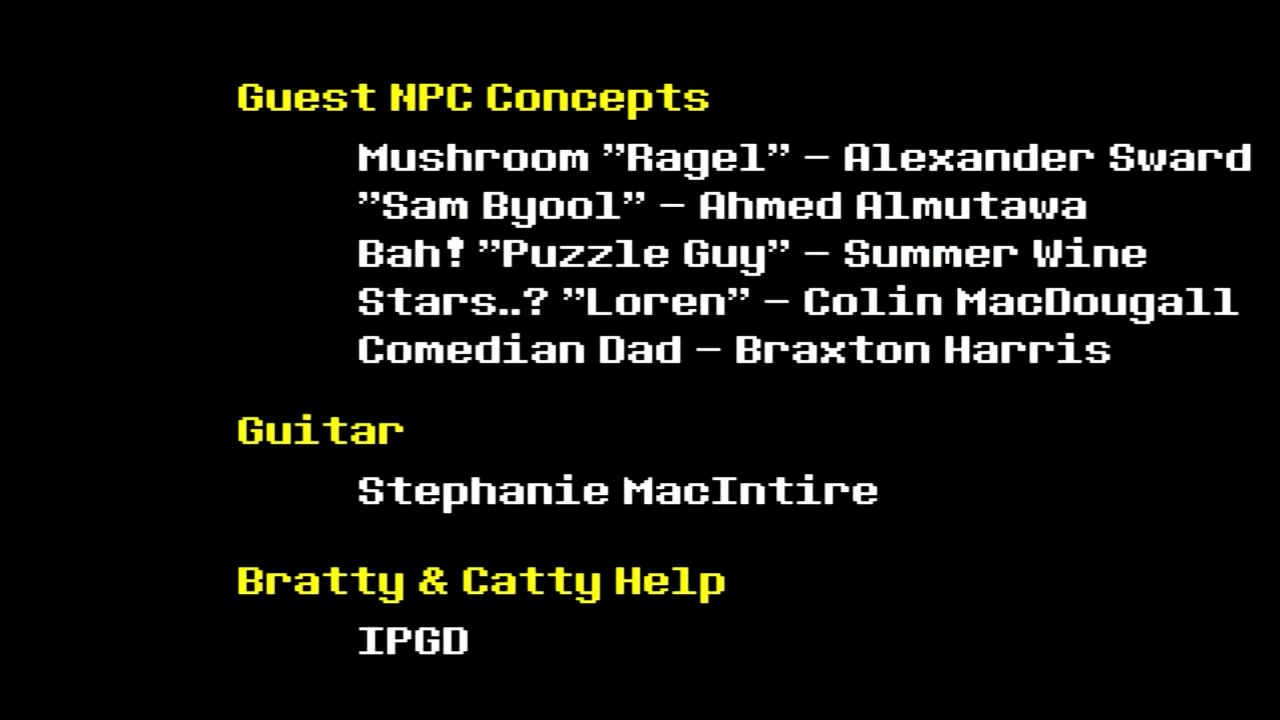 Guest NPC Concepts
Mushroom ”Ragel” – Alexander Sward
”Sam Byool” – Ahmed Almutawa
Bah! ”Puzzle Guy” – Summer Wine
Stars..? ”Loren” – Colin MacDougall
Comedian Dad – Braxton Harris
Guitar
Stephanie MacIntire
Bratty & Catty Help
IPGD